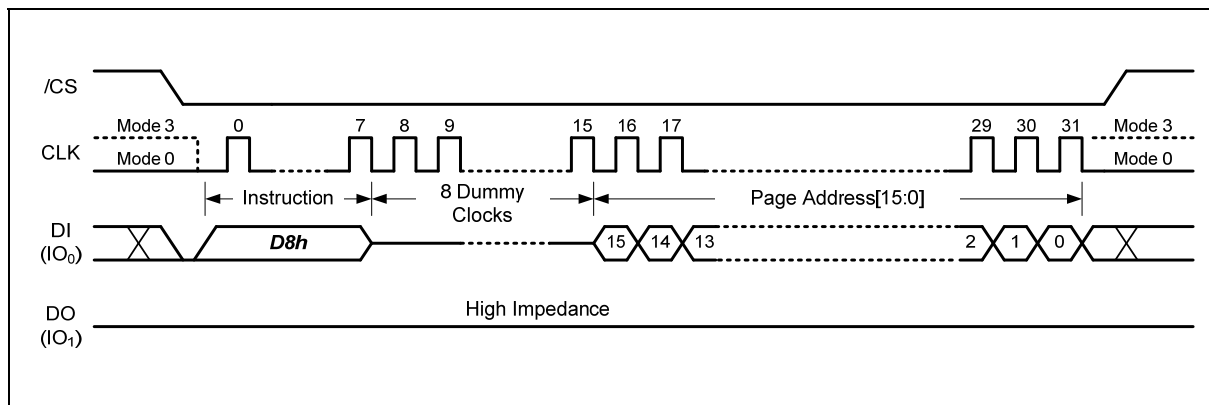 /CS
Mode 3 0 7 8 9 15 16 17 29 30 31 Mode 3
CLK
Mode 0 Mode 0
Instruction 8 Dummy Clocks Page Address[15:0]
DI
(IO₀)
D8h 15 14 13 2 1 0
DO
(IO₁)
High Impedance